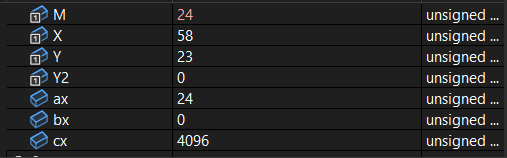 M 24 unsigned ...
X 58 unsigned ...
Y 23 unsigned ...
Y2 0 unsigned ...
ax 24 unsigned ...
bx 0 unsigned ...
cx 4096 unsigned ...